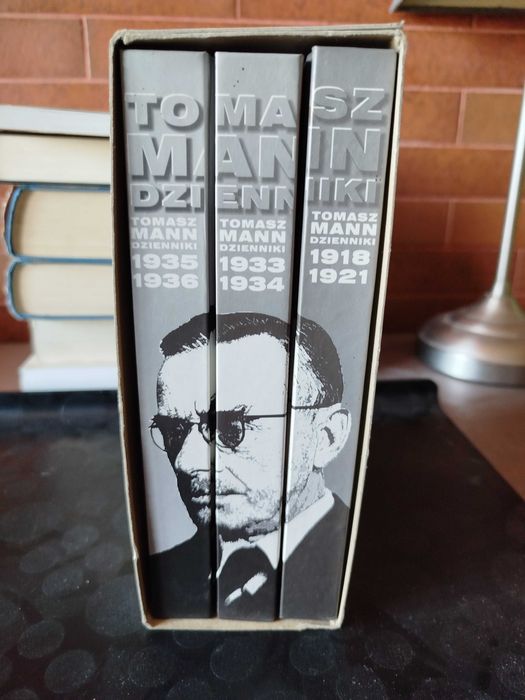 TOMASZ
MANN
DZIENNIKI
TOMASZ
MANN
DZIENNIKI
1935
1936
TOMASZ
MANN
DZIENNIKI
1933
1934
TOMASZ
MANN
DZIENNIKI
1918
1921